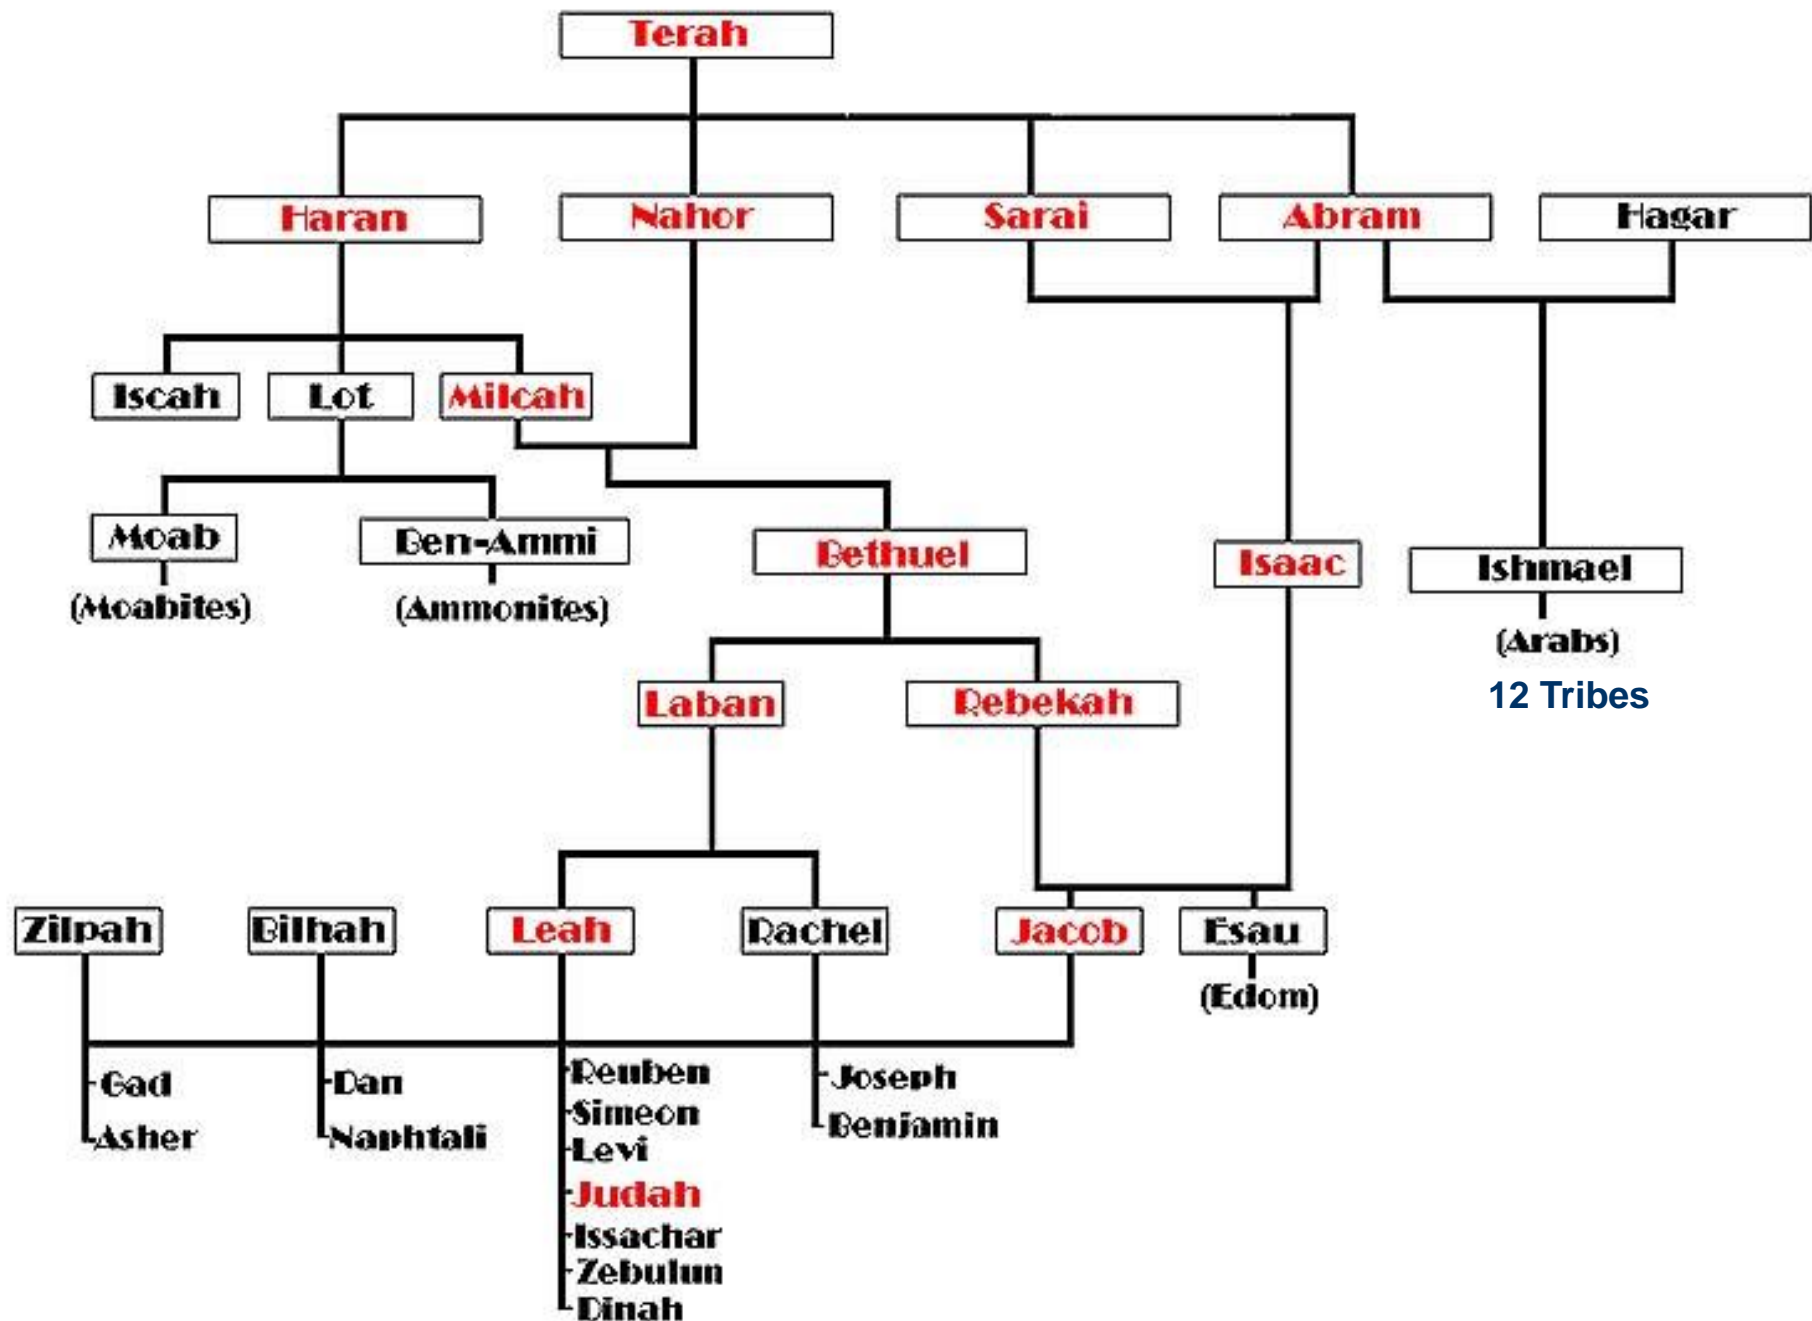 Terah
Haran
Nahor
Sarai
Abram
Hagar
Iscah
Lot
Milcah
Moab
Ben-Ammi
Bethuel
Isaac
Ishmael
(Moabites)
(Ammonites)
(Arabs)
12 Tribes
Laban
Rebekah
Zilpah
Bilhah
Leah
Rachel
Jacob
Esau
(Edom)
Gad
Asher
Dan
Naphtali
Reuben
Simeon
Levi
Judah
Issachar
Zebulun
Dinah
Joseph
Benjamin